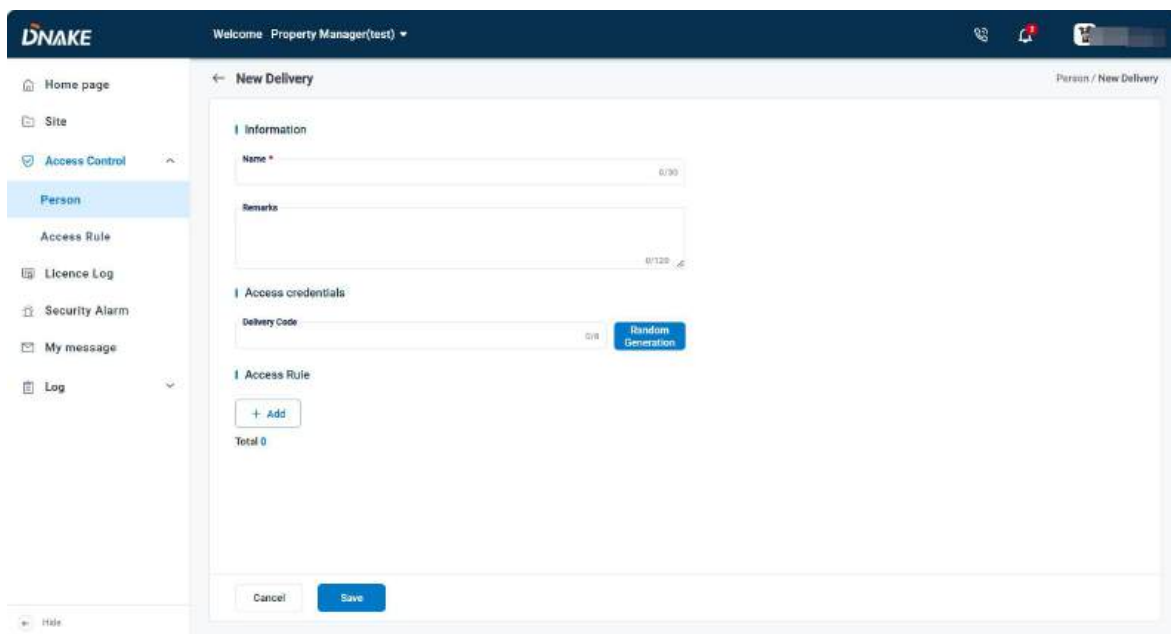 DNAKE
Welcome Property Manager(test)
Home page
Site
Access Control
Person
Access Rule
Licence Log
Security Alarm
My message
Log
Hide
New Delivery
Person / New Delivery
Information
Name *
0/30
Remarks
0/120
Access credentials
Delivery Code
0/8
Random
Generation
Access Rule
+ Add
Total 0
Cancel
Save